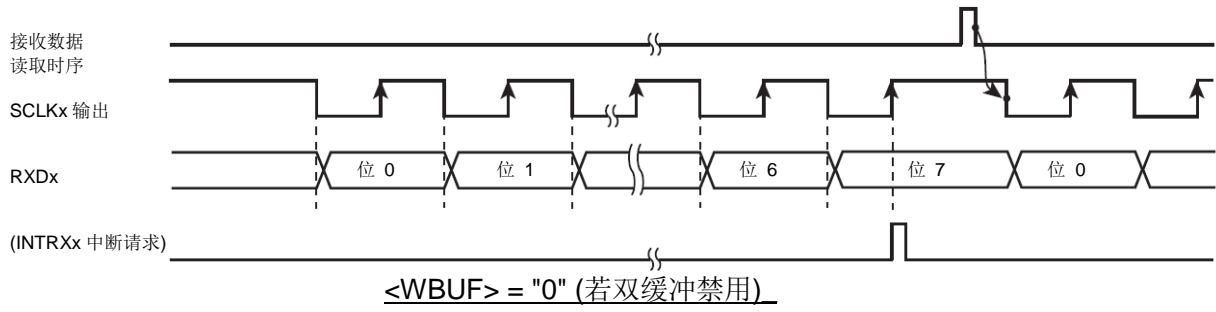 接收数据
读取时序
SCLKx 输出
RXDx
位 0
位 1
位 6
位 7
位 0
(INTRXx 中断请求)
<WBUF> = "0" (若双缓冲禁用)_